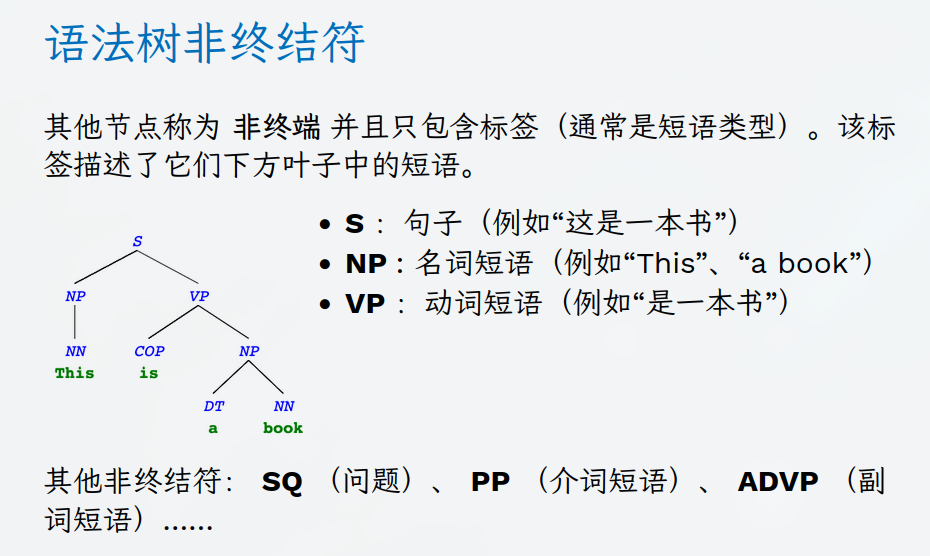 语法树非终结符
其他节点称为 非终端 并且只包含标签（通常是短语类型）。该标
签描述了它们下方叶子中的短语。
• S ： 句子（例如“这是一本书”）
• NP : 名词短语（例如“This”、“a book”）
• VP ： 动词短语（例如“是一本书”）
S
NP VP
NN COP NP
This is
DT NN
a book
其他非终结符： SQ （问题）、 PP （介词短语）、 ADVP （副
词短语）……